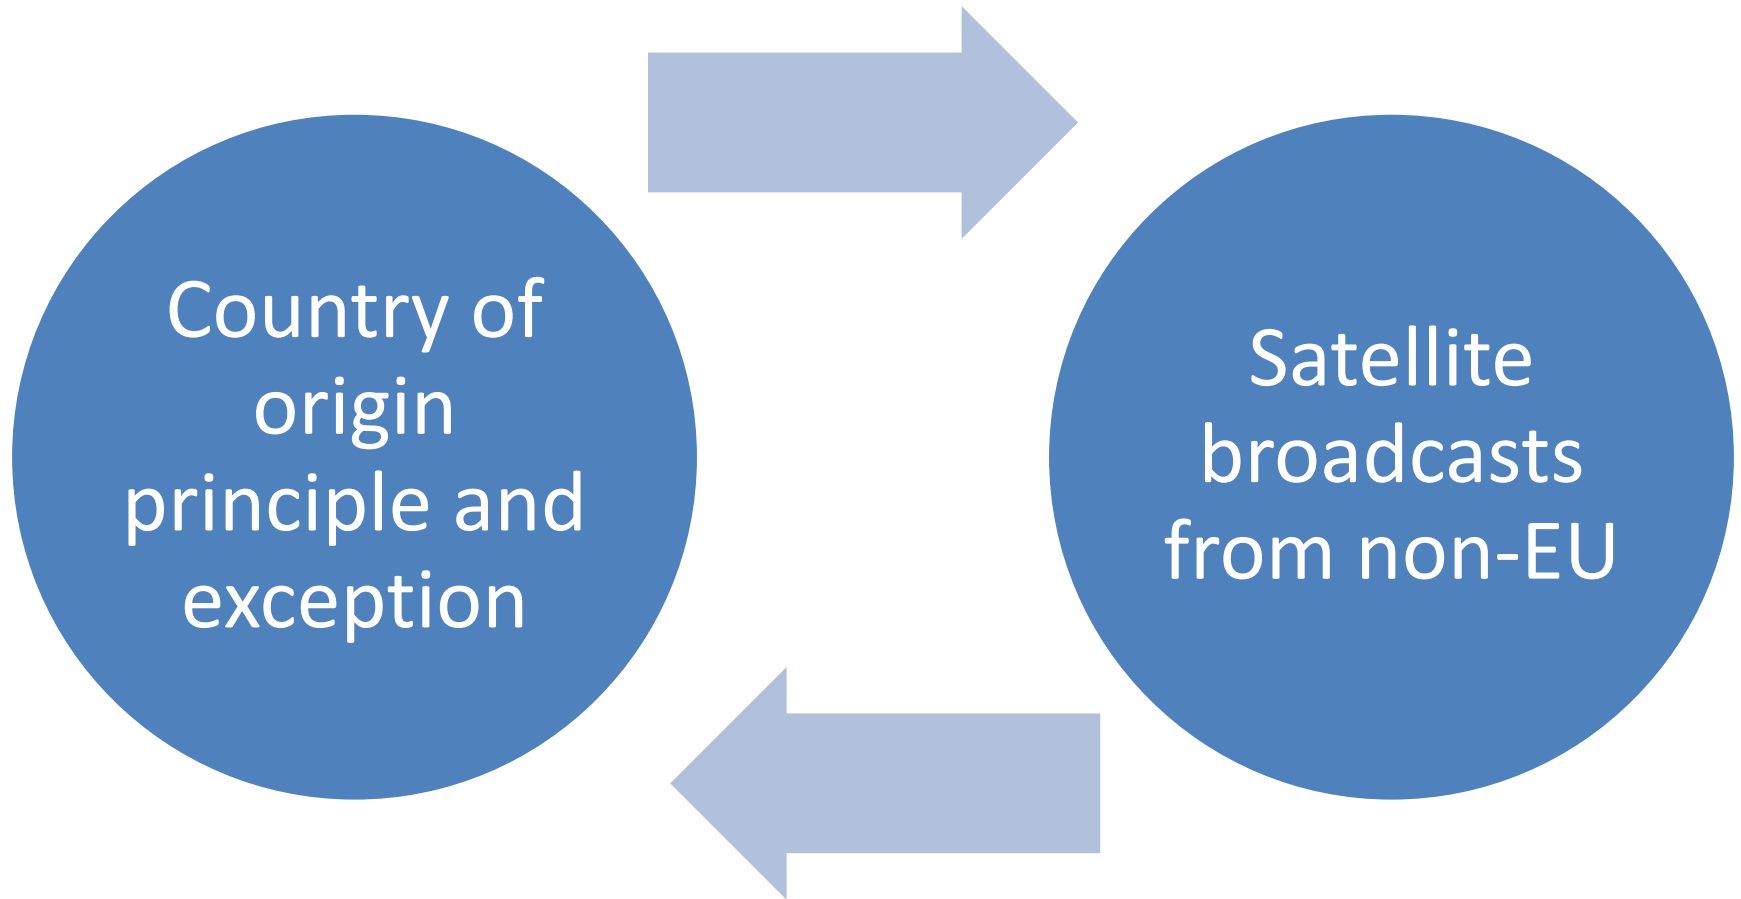 Country of
origin
principle and
exception
Satellite
broadcasts
from non-EU